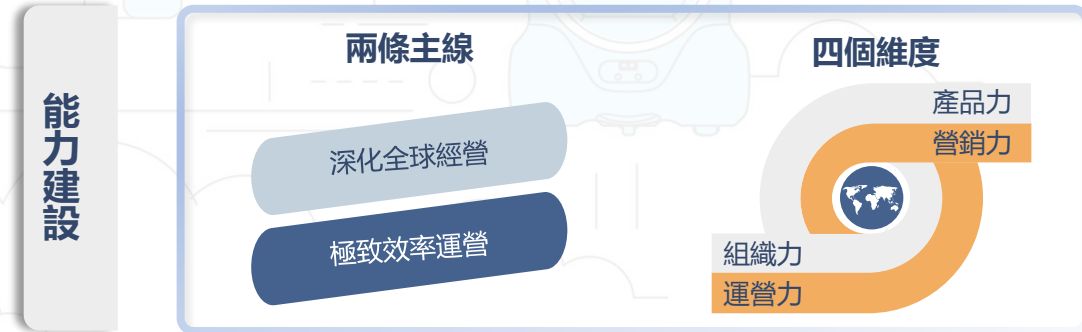 能力建設
兩條主線
深化全球經營
極致效率運營
四個維度
產品力
營銷力
組織力
運營力